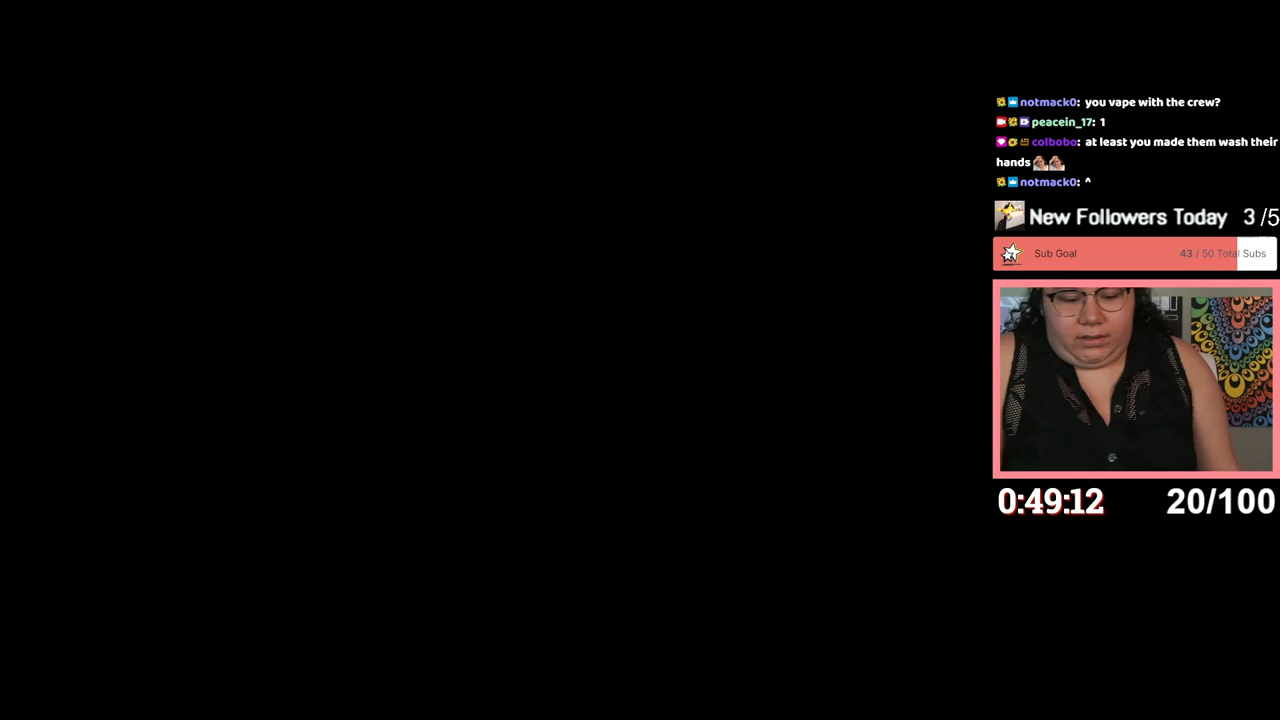 notmack0: you vape with the crew?
peacein_17: 1
colbobo: at least you made them wash their
hands
notmack0: ^
New Followers Today 3 /5
Sub Goal 43 / 50 Total Subs
0:49:12 20/100